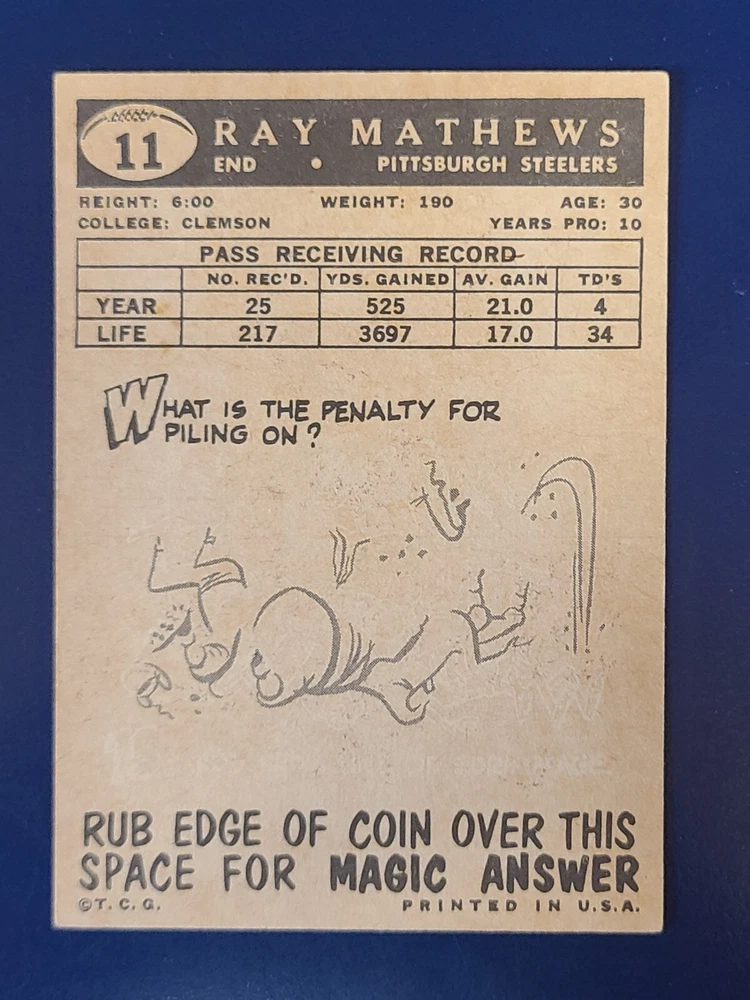 11
RAY MATHEWS
END • PITTSBURGH STEELERS
HEIGHT: 6:00 WEIGHT: 190 AGE: 30
COLLEGE: CLEMSON YEARS PRO: 10
PASS RECEIVING RECORD
NO. REC'D. YDS. GAINED AV. GAIN TD'S
YEAR 25 525 21.0 4
LIFE 217 3697 17.0 34
WHAT IS THE PENALTY FOR
PILING ON?
RUB EDGE OF COIN OVER THIS
SPACE FOR MAGIC ANSWER
©T.C.G. PRINTED IN U.S.A.